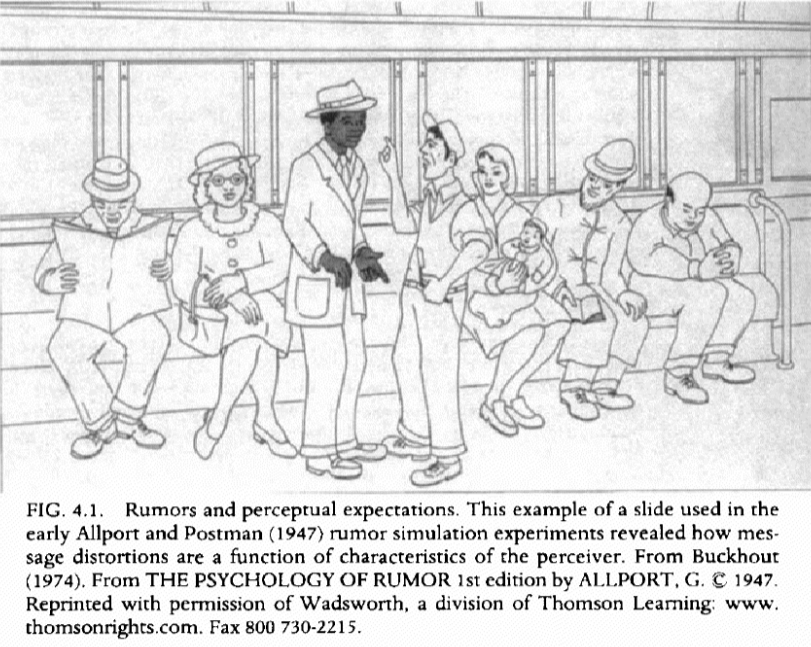 FIG. 4.1. Rumors and perceptual expectations. This example of a slide used in the
early Allport and Postman (1947) rumor simulation experiments revealed how mes-
sage distortions are a function of characteristics of the perceiver. From Buckhout
(1974). From THE PSYCHOLOGY OF RUMOR 1st edition by ALLPORT, G. © 1947.
Reprinted with permission of Wadsworth, a division of Thomson Learning: www.
thomsonrights.com. Fax 800 730-2215.